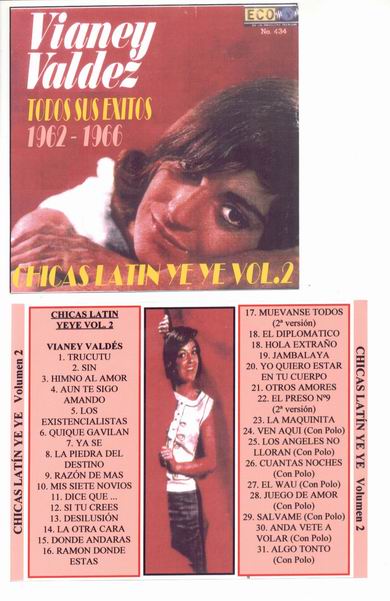 Vianey
Valdez
TODOS SUS EXITOS
1962 - 1966
ECO
No. 434
CHICAS LATIN YE YE VOL.2
CHICAS LATÍN YE YE Volumen 2
CHICAS LATIN
YEYE VOL. 2
VIANEY VALDÉS
1. TRUCUTU
2. SIN
3. HIMNO AL AMOR
4. AUN TE SIGO
AMANDO
5. LOS
EXISTENCIALISTAS
6. QUIQUE GAVILAN
7. YA SE
8. LA PIEDRA DEL
DESTINO
9. RAZÓN DE MAS
10. MIS SIETE NOVIOS
11. DICE QUE ...
12. SI TU CREES
13. DESILUSIÓN
14. LA OTRA CARA
15. DONDE ANDARAS
16. RAMON DONDE
ESTAS
17. MUEVANSE TODOS
(2ª versión)
18. EL DIPLOMATICO
18. HOLA EXTRAÑO
19. JAMBALAYA
20. YO QUIERO ESTAR
EN TU CUERPO
21. OTROS AMORES
22. EL PRESO Nº9
(2ª versión)
23. LA MAQUINITA
24. VEN AQUI (Con Polo)
25. LOS ANGELES NO
LLORAN (Con Polo)
26. CUANTAS NOCHES
(Con Polo)
27. EL WAU (Con Polo)
28. JUEGO DE AMOR
(Con Polo)
29. SALVAME (Con Polo)
30. ANDA VETE A
VOLAR (Con Polo)
31. ALGO TONTO
(Con Polo)
CHICAS LATÍN YE YE Volumen 2